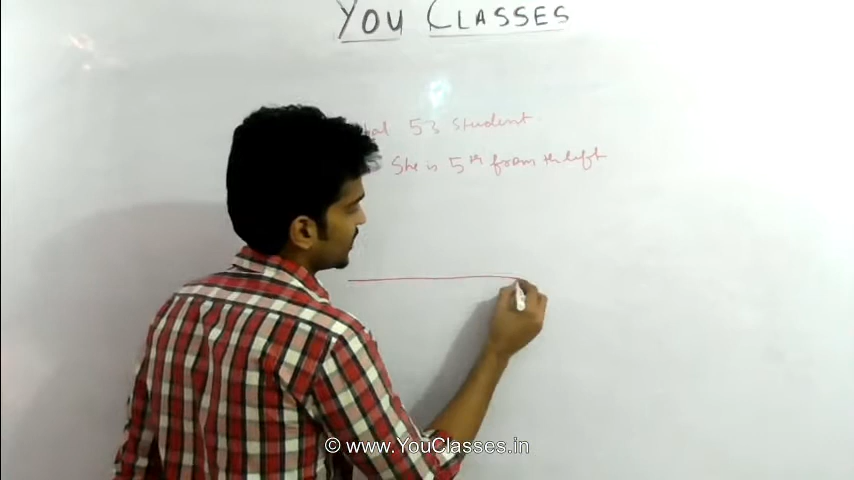 YOU CLASSES
53 student
She is 5th from the left
© www.YouClasses.in